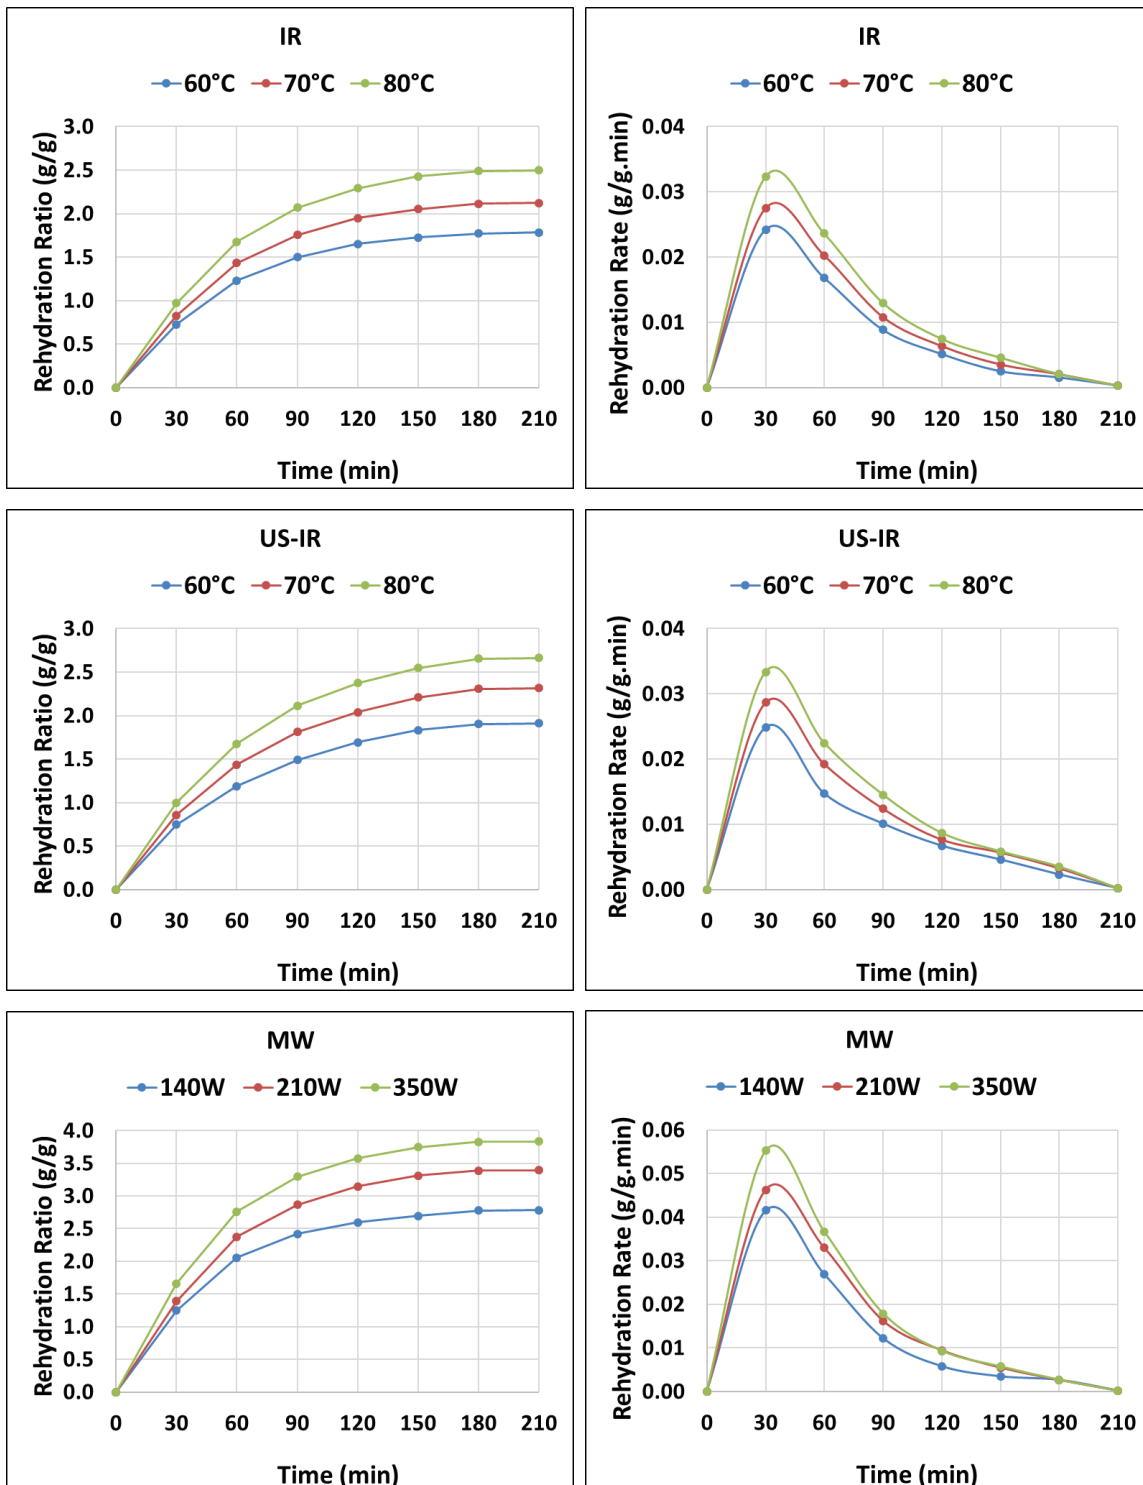 IR
60°C 70°C 80°C
Rehydration Ratio (g/g)
3.0
2.5
2.0
1.5
1.0
0.5
0.0
0 30 60 90 120 150 180 210
Time (min)
IR
60°C 70°C 80°C
Rehydration Rate (g/g.min)
0.04
0.03
0.02
0.01
0.00
0 30 60 90 120 150 180 210
Time (min)
US-IR
60°C 70°C 80°C
Rehydration Ratio (g/g)
3.0
2.5
2.0
1.5
1.0
0.5
0.0
0 30 60 90 120 150 180 210
Time (min)
US-IR
60°C 70°C 80°C
Rehydration Rate (g/g.min)
0.04
0.03
0.02
0.01
0.00
0 30 60 90 120 150 180 210
Time (min)
MW
140W 210W 350W
Rehydration Ratio (g/g)
4.0
3.5
3.0
2.5
2.0
1.5
1.0
0.5
0.0
0 30 60 90 120 150 180 210
Time (min)
MW
140W 210W 350W
Rehydration Rate (g/g.min)
0.06
0.05
0.04
0.03
0.02
0.01
0.00
0 30 60 90 120 150 180 210
Time (min)